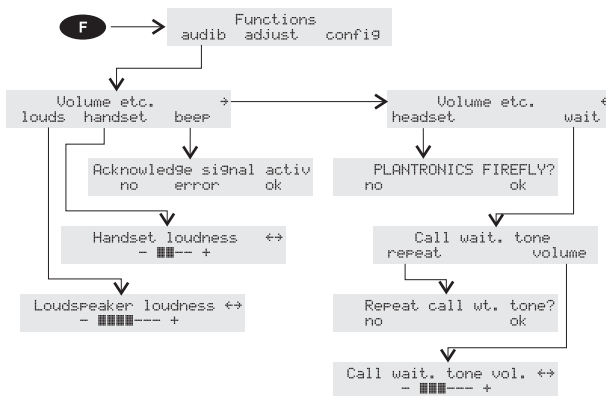 F
Functions
audib adjust config
Volume etc. →
louds handset beep
Volume etc. ←
headset wait
Acknowledge signal activ
no error ok
PLANTRONICS FIREFLY?
no ok
Handset loudness ←→
- ▮▮-- +
Call wait. tone
repeat volume
Loudspeaker loudness ←→
- ▮▮▮▮--- +
Repeat call wt. tone?
no ok
Call wait. tone vol. ←→
- ▮▮▮--- +